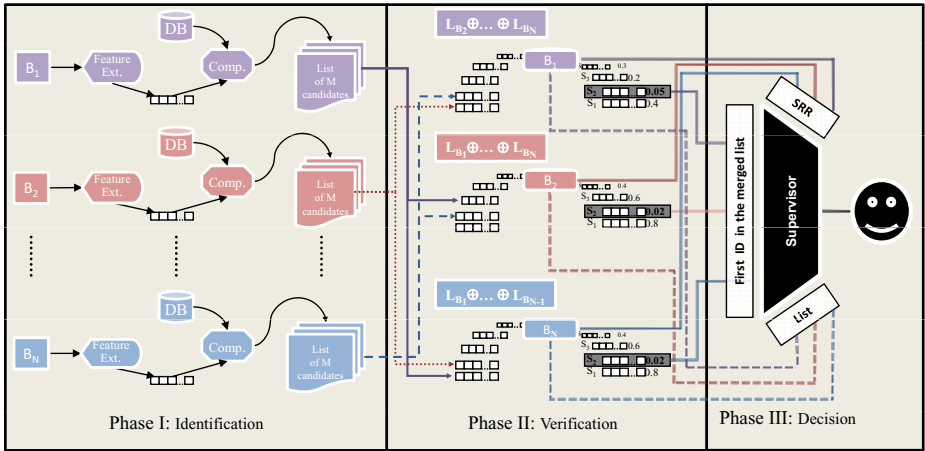 DB
B1
Feature
Ext.
Comp.
List
of M
candidates
DB
B2
Feature
Ext.
Comp.
List
of M
candidates
DB
BN
Feature
Ext.
Comp.
List
of M
candidates
Phase I: Identification
LB2⊕… ⊕ LBN
B1
0.3
S3 0.2
S2 0.05
S1 0.4
LB1⊕… ⊕ LBN
B2
0.4
S3 0.6
S2 0.02
S1 0.8
LB1⊕… ⊕ LBN-1
BN
0.4
S3 0.6
S2 0.02
S1 0.8
Phase II: Verification
First ID in the merged list
SRR
Supervisor
List
Phase III: Decision